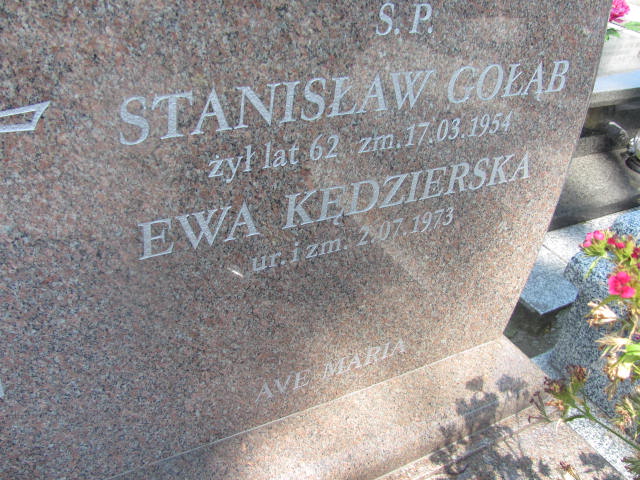 S.P.
STANISŁAW GOŁĄB
żył lat 62 zm. 17.03.1954
EWA KĘDZIERSKA
ur. i zm. 2.07.1973
AVE MARIA